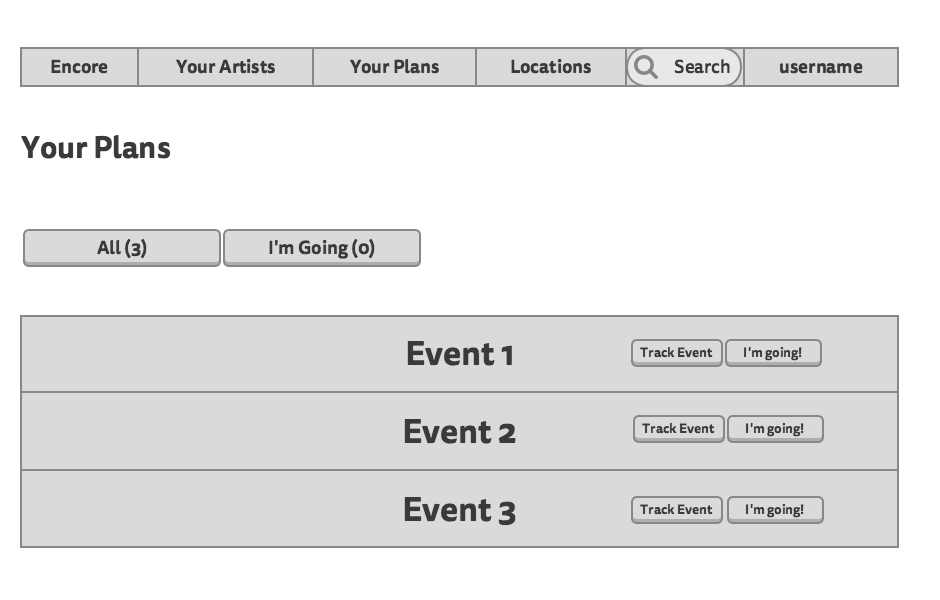 Encore Your Artists Your Plans Locations Search username
Your Plans
All (3) I'm Going (0)
Event 1 Track Event I'm going!
Event 2 Track Event I'm going!
Event 3 Track Event I'm going!